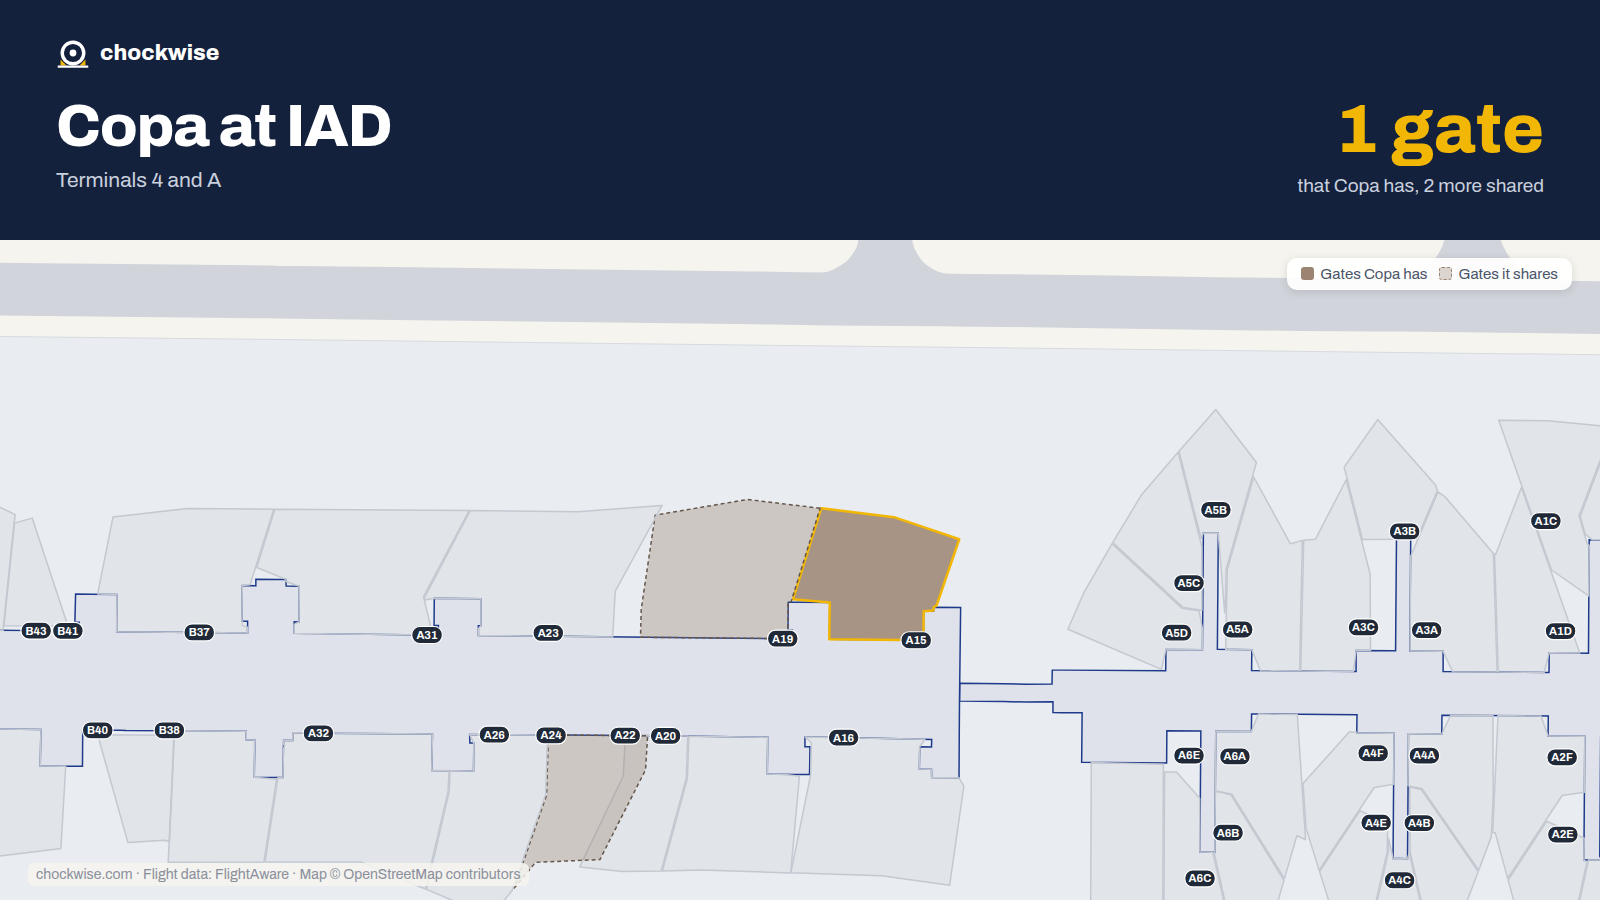 chockwise
Copa at IAD
Terminals 4 and A
1 gate
that Copa has, 2 more shared
Gates Copa has
Gates it shares
A5B
A1C
A3B
A5C
B43
B41
B37
A31
A23
A19
A15
A5D
A5A
A3C
A3A
A1D
B40
B38
A32
A26
A24
A22
A20
A16
A6E
A6A
A4F
A4A
A2F
A6B
A4E
A4B
A2E
A6C
A4C
chockwise.com · Flight data: FlightAware · Map © OpenStreetMap contributors